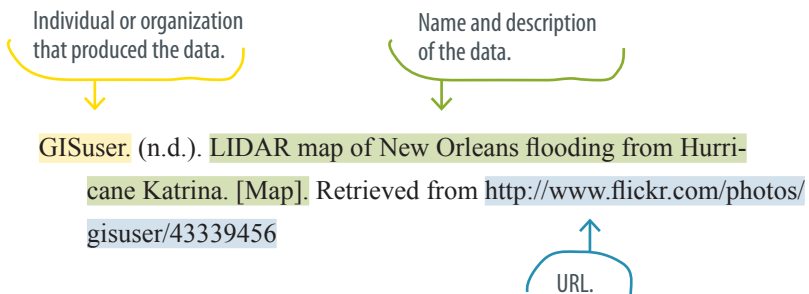 Individual or organization
that produced the data.
Name and description
of the data.
GISuser. (n.d.). LIDAR map of New Orleans flooding from Hurri-
cane Katrina. [Map]. Retrieved from http://www.flickr.com/photos/
gisuser/43339456
URL.